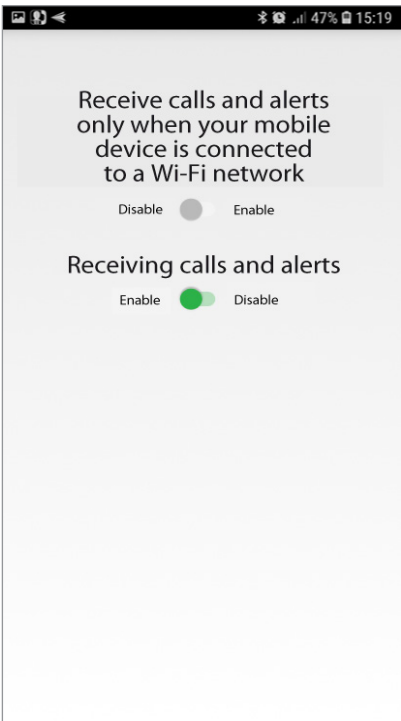 47% 15:19
Receive calls and alerts
only when your mobile
device is connected
to a Wi-Fi network
Disable Enable
Receiving calls and alerts
Enable Disable